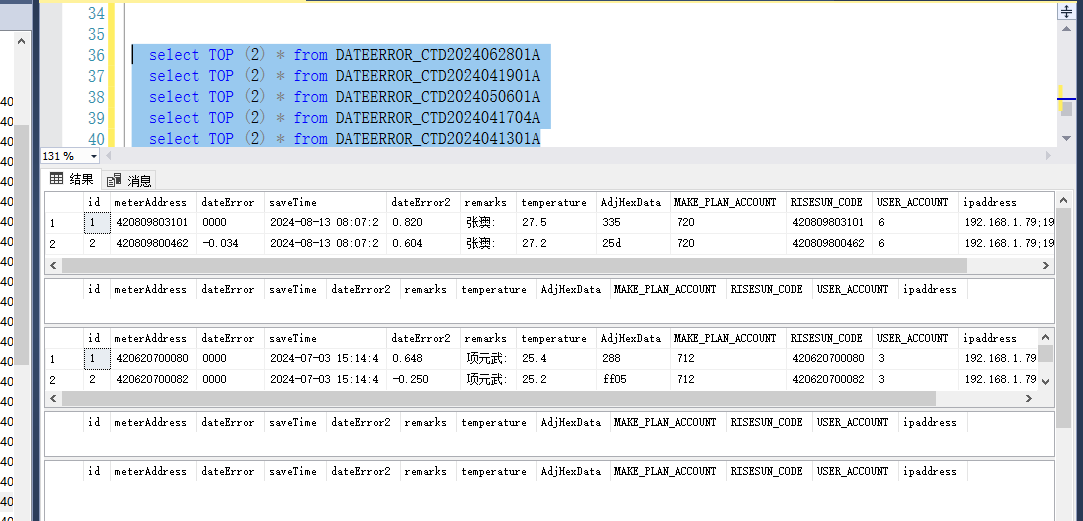 34
35
36 select TOP (2) * from DATEERROR_CTD2024062801A
37 select TOP (2) * from DATEERROR_CTD2024041901A
38 select TOP (2) * from DATEERROR_CTD2024050601A
39 select TOP (2) * from DATEERROR_CTD2024041704A
40 select TOP (2) * from DATEERROR_CTD2024041301A
131 %
结果 消息
id meterAddress dateError saveTime dateError2 remarks temperature AdjHexData MAKE_PLAN_ACCOUNT RISESUN_CODE USER_ACCOUNT ipaddress
1 1 420809803101 0000 2024-08-13 08:07:2 0.820 张澳: 27.5 335 720 420809803101 6 192.168.1.79;19
2 2 420809800462 -0.034 2024-08-13 08:07:2 0.604 张澳: 27.2 25d 720 420809800462 6 192.168.1.79;19
id meterAddress dateError saveTime dateError2 remarks temperature AdjHexData MAKE_PLAN_ACCOUNT RISESUN_CODE USER_ACCOUNT ipaddress
id meterAddress dateError saveTime dateError2 remarks temperature AdjHexData MAKE_PLAN_ACCOUNT RISESUN_CODE USER_ACCOUNT ipaddress
1 1 420620700080 0000 2024-07-03 15:14:4 0.648 项元武: 25.4 288 712 420620700080 3 192.168.1.79
2 2 420620700082 0000 2024-07-03 15:14:4 -0.250 项元武: 25.2 ff05 712 420620700082 3 192.168.1.79
id meterAddress dateError saveTime dateError2 remarks temperature AdjHexData MAKE_PLAN_ACCOUNT RISESUN_CODE USER_ACCOUNT ipaddress
id meterAddress dateError saveTime dateError2 remarks temperature AdjHexData MAKE_PLAN_ACCOUNT RISESUN_CODE USER_ACCOUNT ipaddress